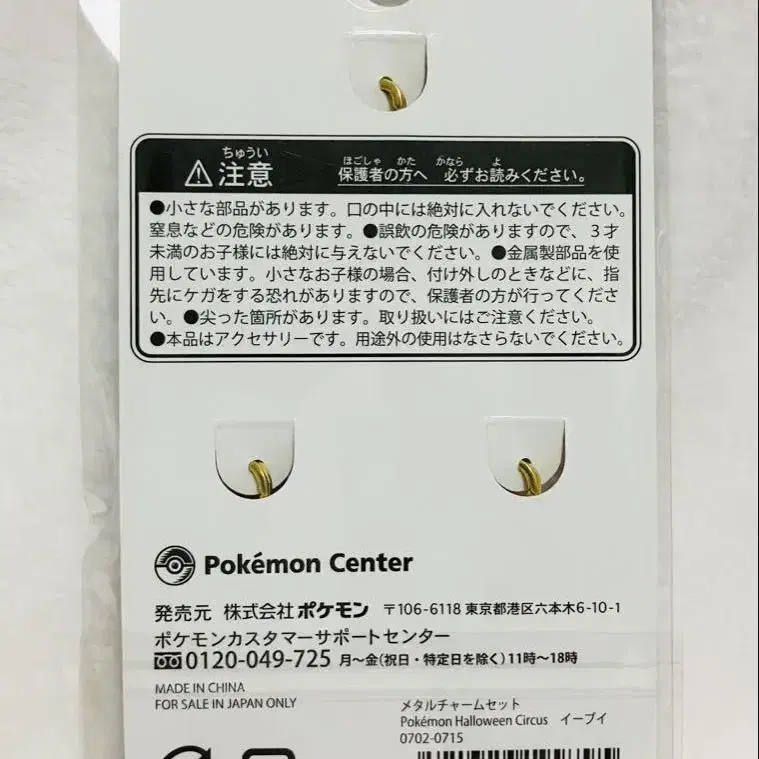 ちゅうい
⚠注意
ほごしゃ かた かなら よ
保護者の方へ 必ずお読みください。
●小さな部品があります。口の中には絶対に入れないでください。
窒息などの危険があります。●誤飲の危険がありますので、3才
未満のお子様には絶対に与えないでください。●金属製部品を使
用しています。小さなお子様の場合、付け外しのときなどに、指
先にケガをする恐れがありますので、保護者の方が行ってくださ
い。●尖った箇所があります。取り扱いにはご注意ください。
●本品はアクセサリーです。用途外の使用はなさらないでください。
Pokémon Center
発売元 株式会社ポケモン 〒106-6118 東京都港区六本木6-10-1
ポケモンカスタマーサポートセンター
0120-049-725 月〜金(祝日・特定日を除く)11時〜18時
MADE IN CHINA
FOR SALE IN JAPAN ONLY
メタルチャームセット
Pokémon Halloween Circus イーブイ
0702-0715